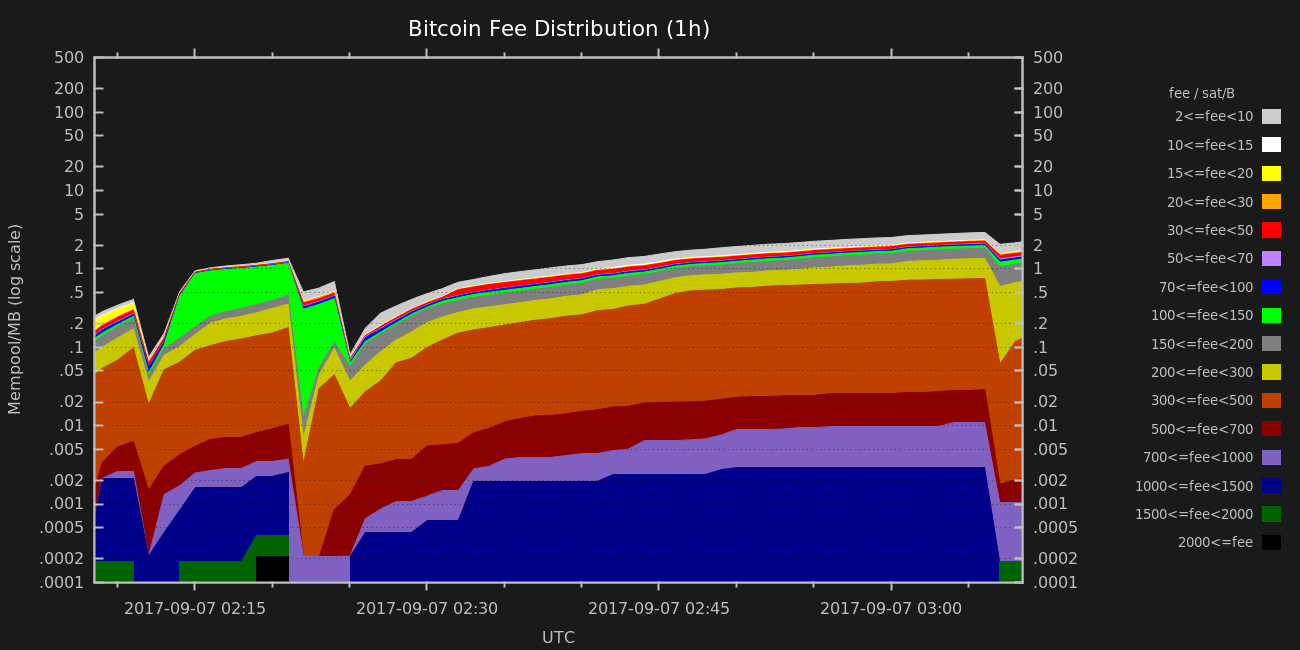 Bitcoin Fee Distribution (1h)
Mempool/MB (log scale)
500
200
100
50
20
10
5
2
1
.5
.2
.1
.05
.02
.01
.005
.002
.001
.0005
.0002
.0001
500
200
100
50
20
10
5
2
1
.5
.2
.1
.05
.02
.01
.005
.002
.001
.0005
.0002
.0001
2017-09-07 02:15
2017-09-07 02:30
2017-09-07 02:45
2017-09-07 03:00
UTC
fee / sat/B
2<=fee<10
10<=fee<15
15<=fee<20
20<=fee<30
30<=fee<50
50<=fee<70
70<=fee<100
100<=fee<150
150<=fee<200
200<=fee<300
300<=fee<500
500<=fee<700
700<=fee<1000
1000<=fee<1500
1500<=fee<2000
2000<=fee